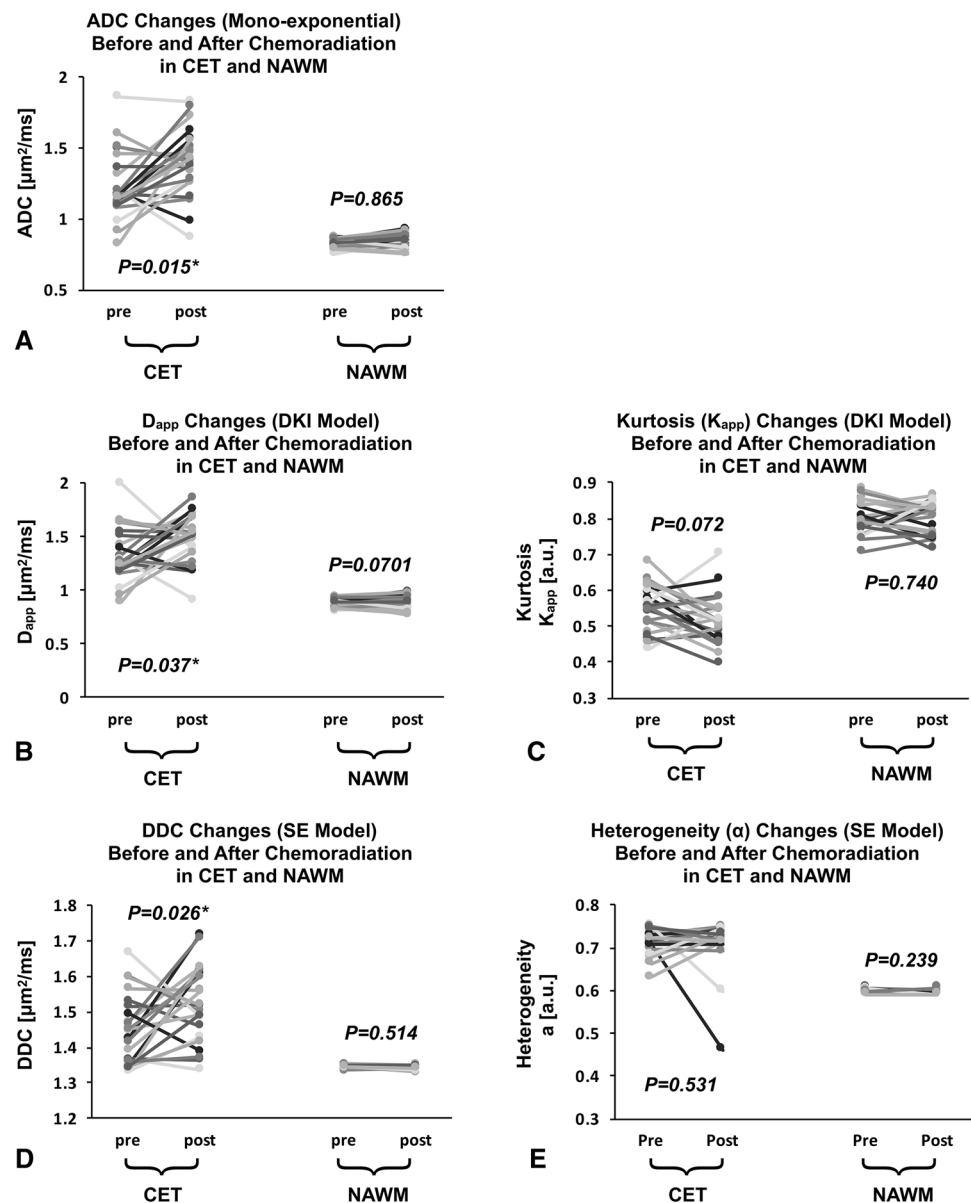 ADC Changes (Mono-exponential)
Before and After Chemoradiation
in CET and NAWM
ADC [µm²/ms]
2
1.5
1
0.5
P=0.015*
P=0.865
pre post pre post
CET NAWM
A
Dapp Changes (DKI Model)
Before and After Chemoradiation
in CET and NAWM
Dapp [µm²/ms]
2
1.5
1
0.5
0
P=0.0701
P=0.037*
pre post pre post
CET NAWM
B
Kurtosis (Kapp) Changes (DKI Model)
Before and After Chemoradiation
in CET and NAWM
Kurtosis
Kapp [a.u.]
0.9
0.8
0.7
0.6
0.5
0.4
0.3
P=0.072
P=0.740
pre post pre post
CET NAWM
C
DDC Changes (SE Model)
Before and After Chemoradiation
in CET and NAWM
DDC [µm²/ms]
1.8
1.7
1.6
1.5
1.4
1.3
1.2
P=0.026*
P=0.514
pre post pre post
CET NAWM
D
Heterogeneity (α) Changes (SE Model)
Before and After Chemoradiation
in CET and NAWM
Heterogeneity
a [a.u.]
0.8
0.7
0.6
0.5
0.4
0.3
P=0.239
P=0.531
Pre Post Pre Post
CET NAWM
E